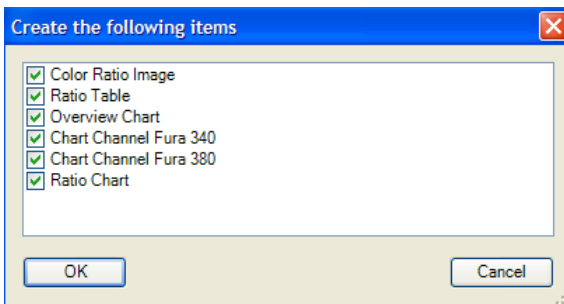 Create the following items
Color Ratio Image
Ratio Table
Overview Chart
Chart Channel Fura 340
Chart Channel Fura 380
Ratio Chart
OK
Cancel